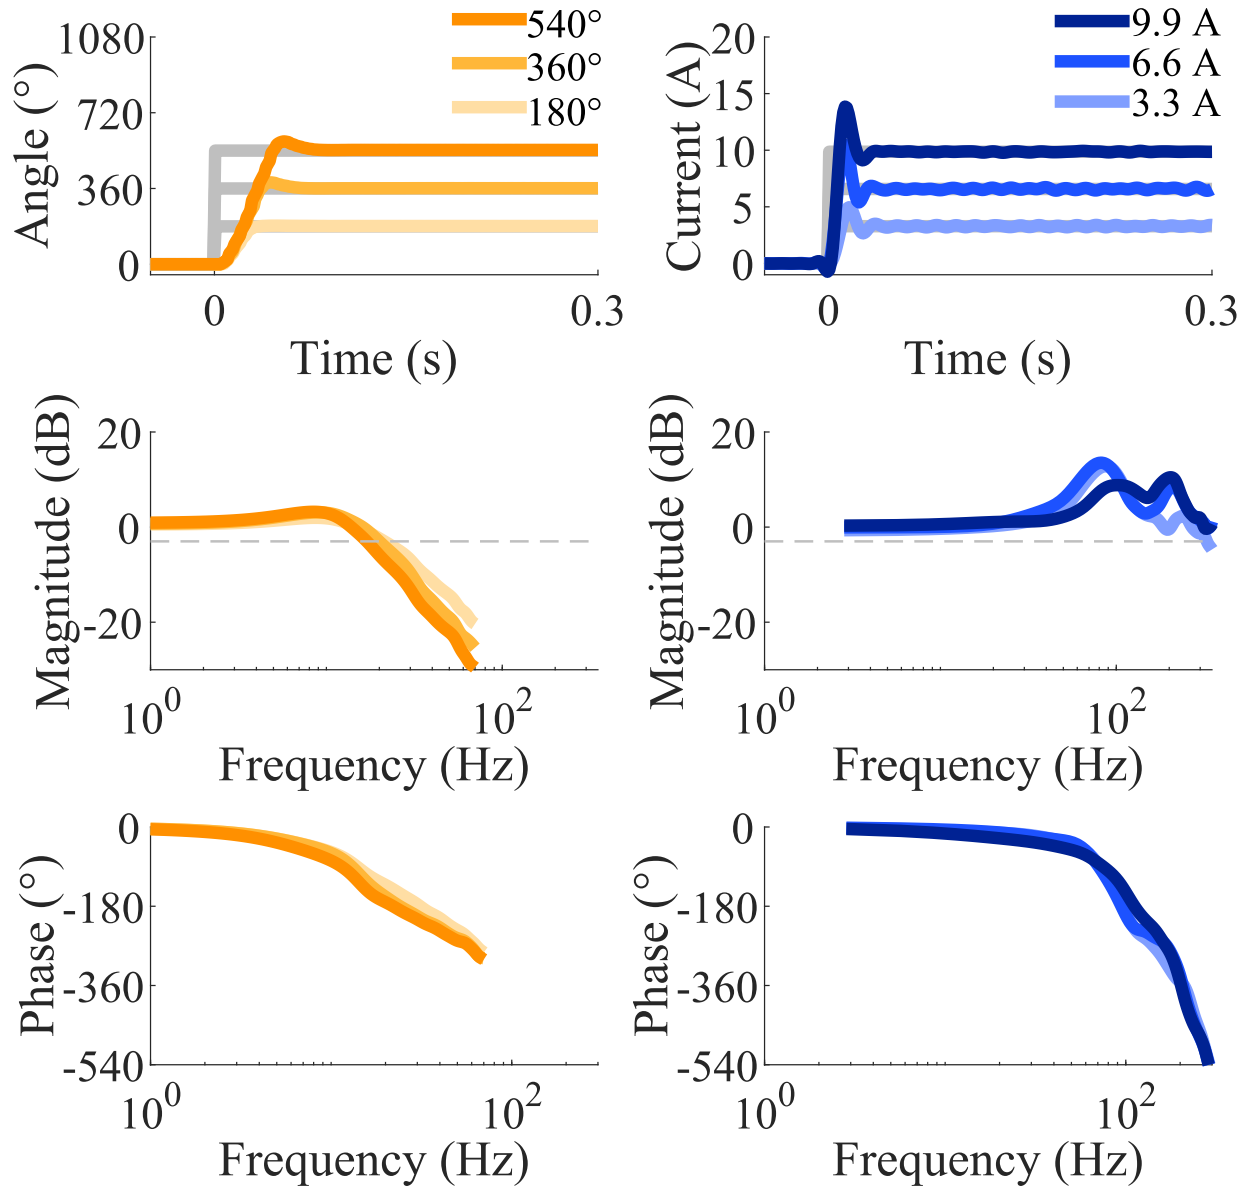 540°
360°
180°
1080
720
360
0
Angle (°)
0
0.3
Time (s)
9.9 A
6.6 A
3.3 A
20
15
10
5
0
Current (A)
0
0.3
Time (s)
20
0
-20
Magnitude (dB)
10^0
10^2
Frequency (Hz)
20
0
-20
Magnitude (dB)
10^0
10^2
Frequency (Hz)
0
-180
-360
-540
Phase (°)
10^0
10^2
Frequency (Hz)
0
-180
-360
-540
Phase (°)
10^0
10^2
Frequency (Hz)